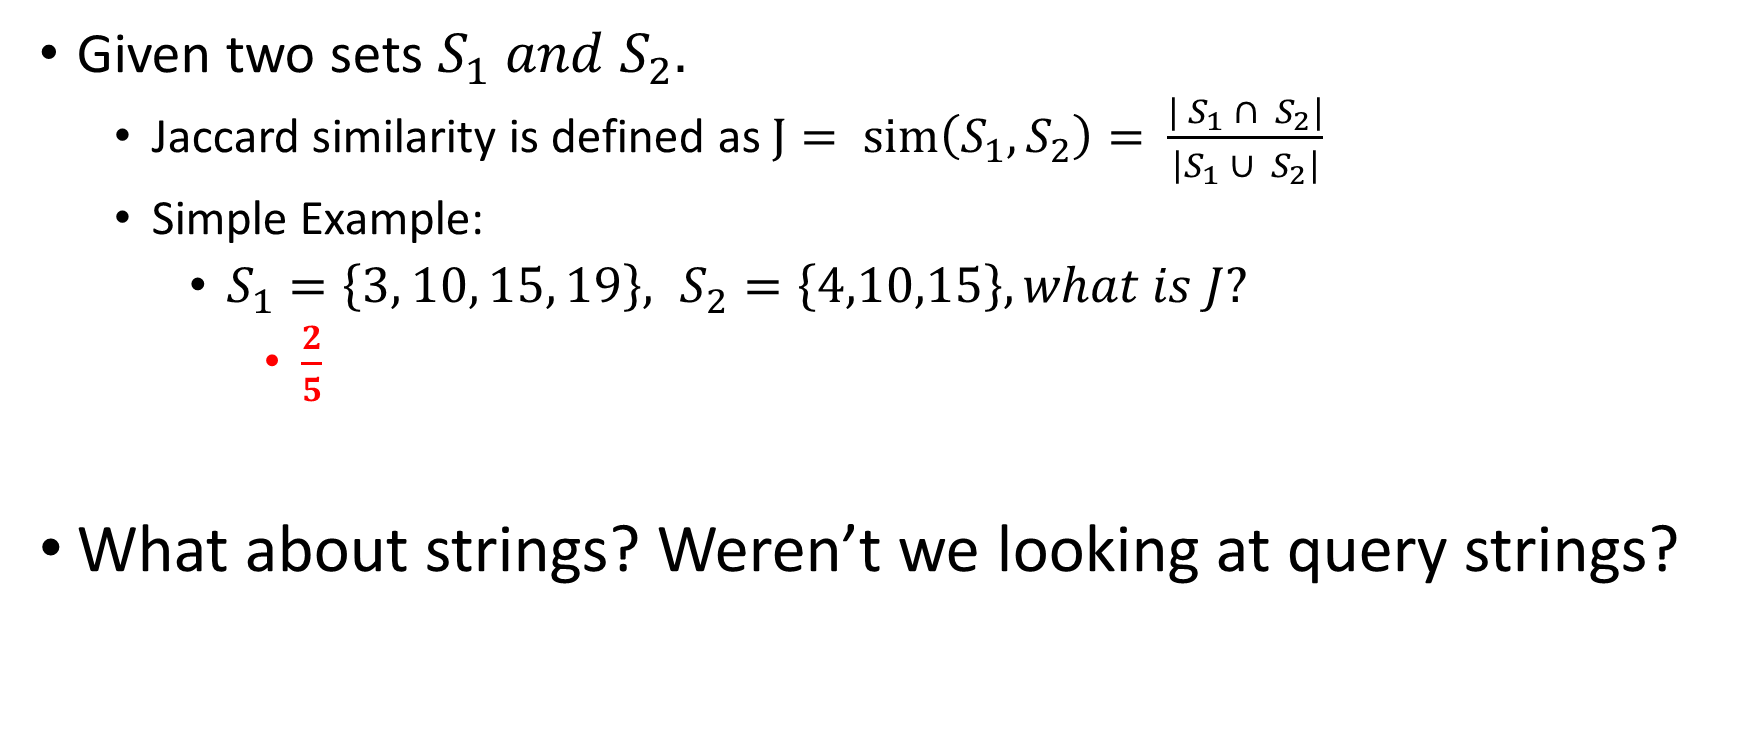 • Given two sets S₁ and S₂.
• Jaccard similarity is defined as J = sim(S₁, S₂) = | S₁ ∩ S₂| / |S₁ ∪ S₂|
• Simple Example:
• S₁ = {3, 10, 15, 19}, S₂ = {4,10,15}, what is J?
• 2/5
• What about strings? Weren’t we looking at query strings?